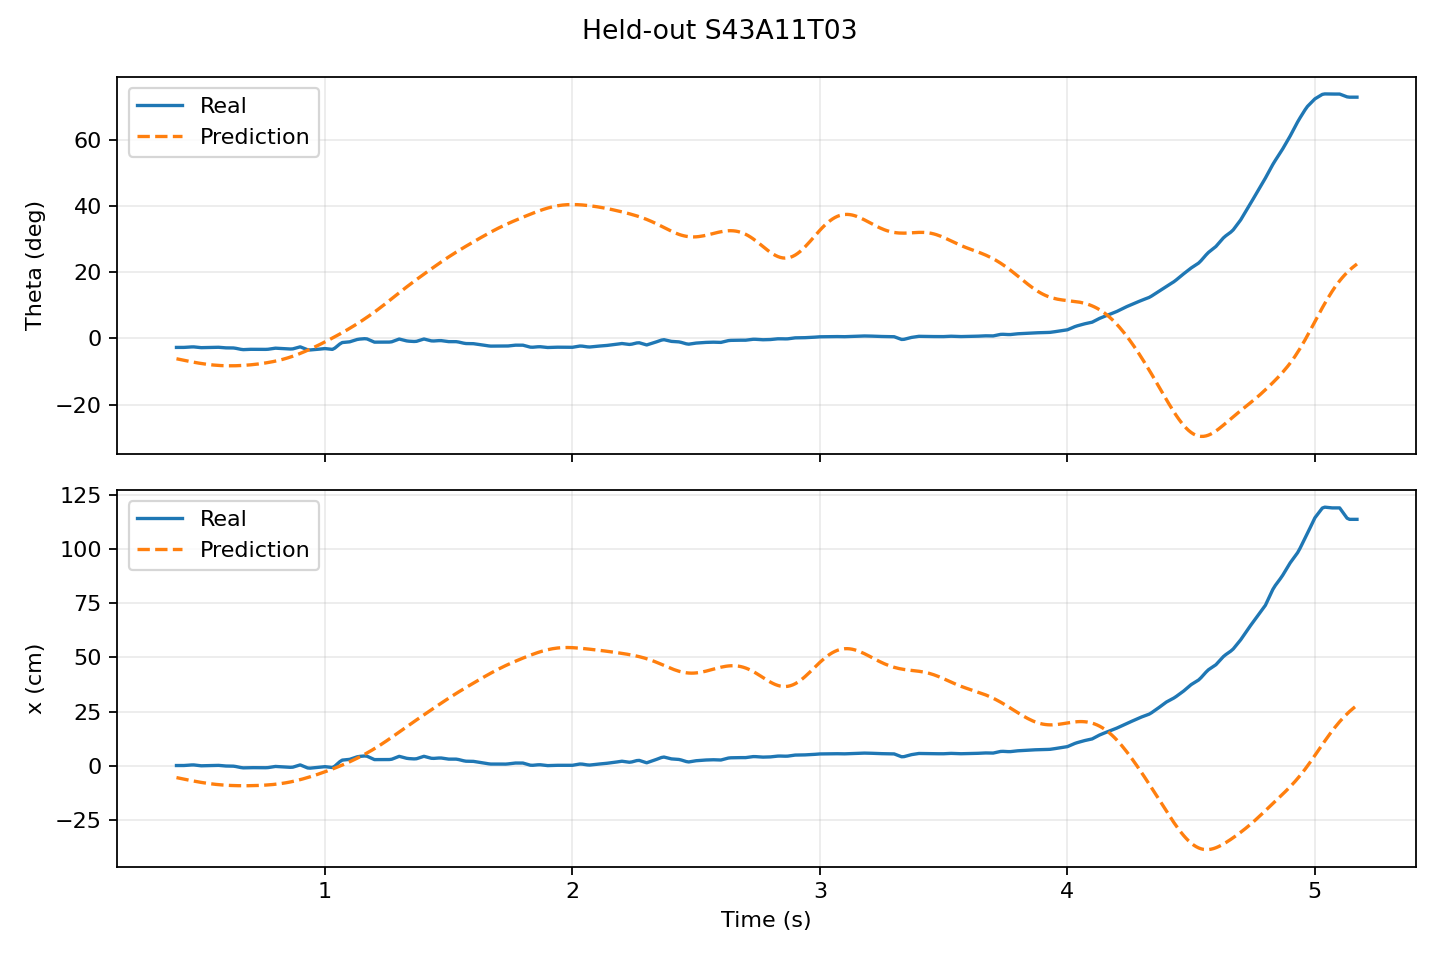 Held-out S43A11T03
Real
Prediction
Theta (deg)
60
40
20
0
−20
Real
Prediction
x (cm)
125
100
75
50
25
0
−25
1 2 3 4 5
Time (s)